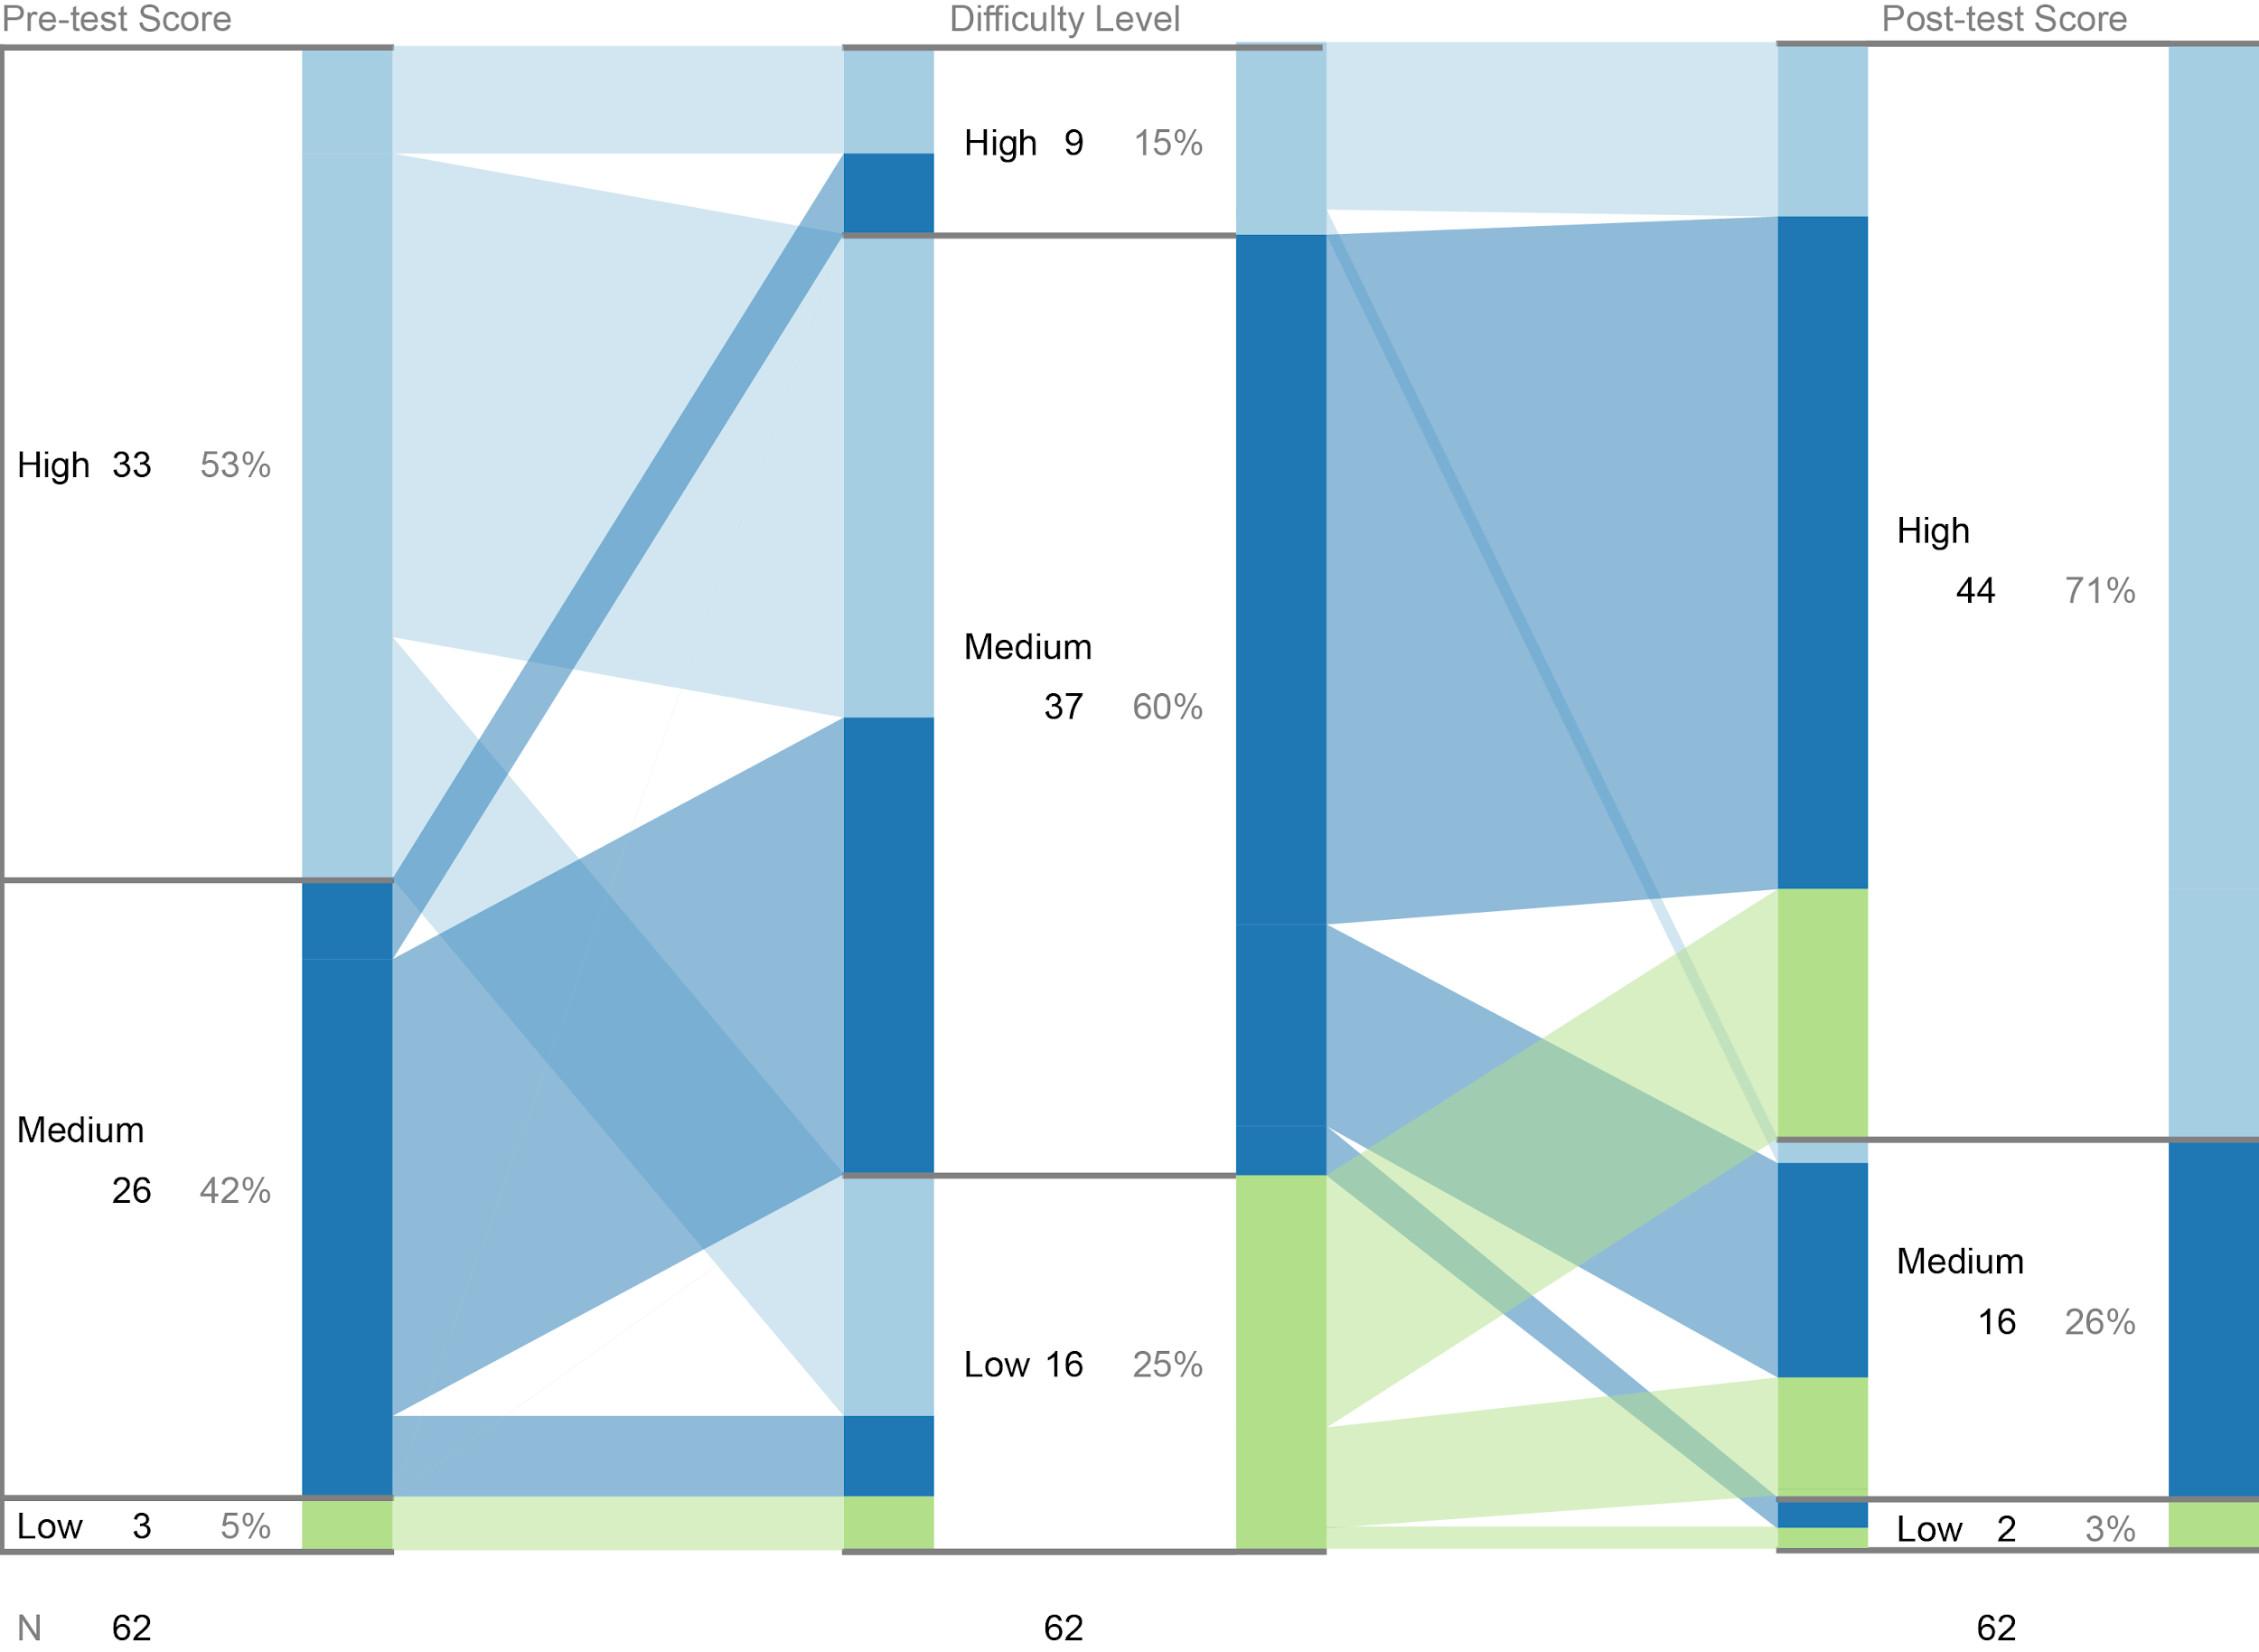 Pre-test Score
Difficulty Level
Post-test Score
High 33 53%
Medium
26 42%
Low 3 5%
High 9 15%
Medium
37 60%
Low 16 25%
High
44 71%
Medium
16 26%
Low 2 3%
N 62 62 62